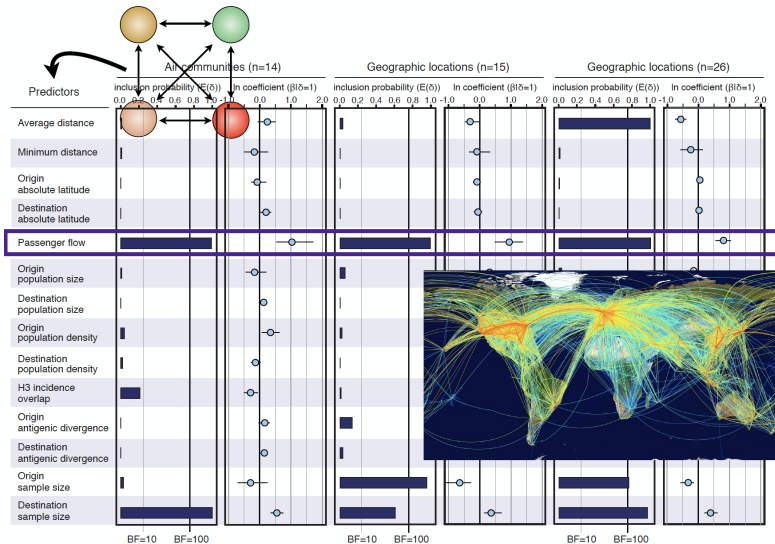 Air communities (n=14) Geographic locations (n=15) Geographic locations (n=26)
Predictors
inclusion probability (E(δ)) ln coefficient (β|δ=1) inclusion probability (E(δ)) ln coefficient (β|δ=1) inclusion probability (E(δ)) ln coefficient (β|δ=1)
0.0 0.2 0.4 0.6 0.8 1.0 -1.0 0.0 1.0 2.0 0.0 0.2 0.4 0.6 0.8 1.0 -1.0 0.0 1.0 2.0 0.0 0.2 0.4 0.6 0.8 1.0 -1.0 0.0 1.0 2.0
Average distance
Minimum distance
Origin
absolute latitude
Destination
absolute latitude
Passenger flow
Origin
population size
Destination
population size
Origin
population density
Destination
population density
H3 incidence
overlap
Origin
antigenic divergence
Destination
antigenic divergence
Origin
sample size
Destination
sample size
BF=10 BF=100 BF=10 BF=100 BF=10 BF=100